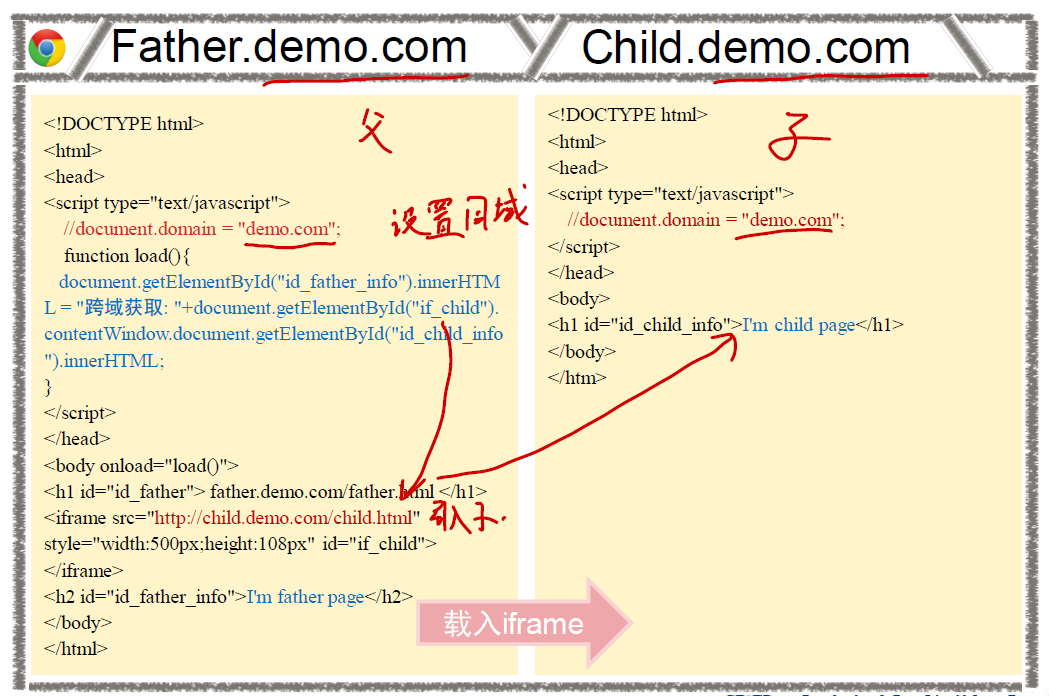 Father.demo.com
Child.demo.com
父
<!DOCTYPE html>
<html>
<head>
<script type="text/javascript">
//document.domain = "demo.com";
设置同域
function load(){
document.getElementById("id_father_info").innerHTM
L = "跨域获取: "+document.getElementById("if_child").
contentWindow.document.getElementById("id_child_info
").innerHTML;
}
</script>
</head>
<body onload="load()">
<h1 id="id_father"> father.demo.com/father.html </h1>
<iframe src="http://child.demo.com/child.html"
引入子.
style="width:500px;height:108px" id="if_child">
</iframe>
<h2 id="id_father_info">I'm father page</h2>
</body>
</html>
子
<!DOCTYPE html>
<html>
<head>
<script type="text/javascript">
//document.domain = "demo.com";
</script>
</head>
<body>
<h1 id="id_child_info">I'm child page</h1>
</body>
</htm>
载入iframe